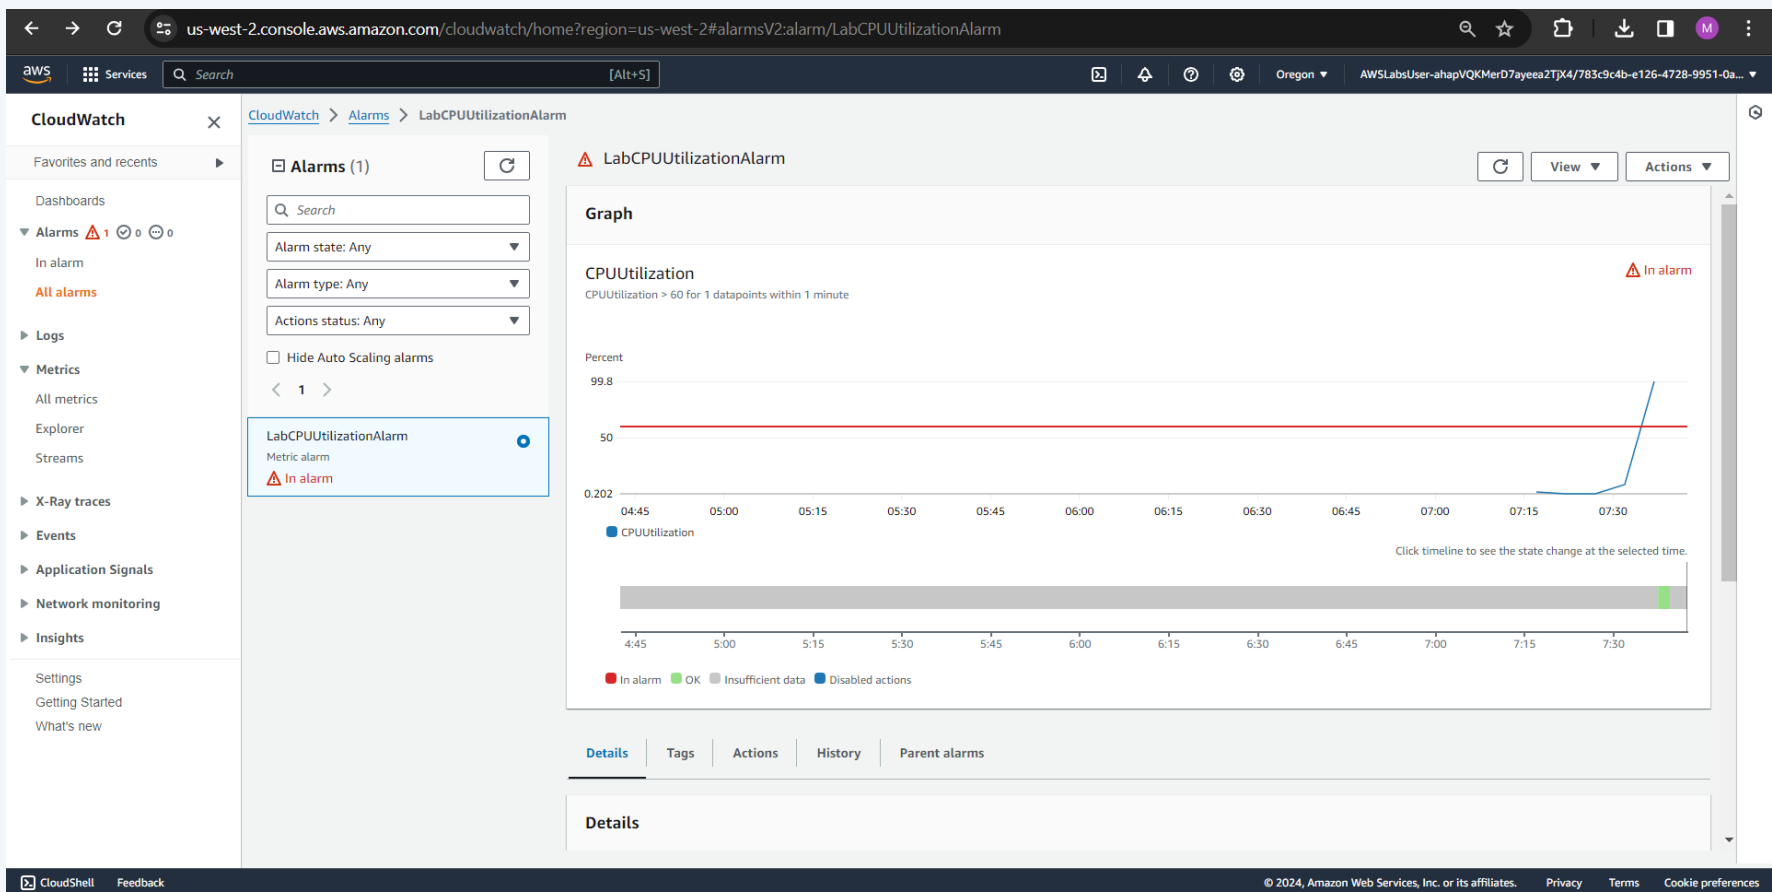 us-west-2.console.aws.amazon.com/cloudwatch/home?region=us-west-2#alarmsV2:alarm/LabCPUUtilizationAlarm
M
aws
Services
Search
[Alt+S]
Oregon
AWSLabsUser-ahapVQKMerD7ayeea2TjX4/783c9c4b-e126-4728-9951-0a...
CloudWatch
Favorites and recents
Dashboards
Alarms 1 0 0
In alarm
All alarms
Logs
Metrics
All metrics
Explorer
Streams
X-Ray traces
Events
Application Signals
Network monitoring
Insights
Settings
Getting Started
What's new
CloudWatch > Alarms > LabCPUUtilizationAlarm
Alarms (1)
Search
Alarm state: Any
Alarm type: Any
Actions status: Any
Hide Auto Scaling alarms
1
LabCPUUtilizationAlarm
Metric alarm
In alarm
LabCPUUtilizationAlarm
View
Actions
Graph
CPUUtilization
In alarm
CPUUtilization > 60 for 1 datapoints within 1 minute
Percent
99.8
50
0.202
04:45 05:00 05:15 05:30 05:45 06:00 06:15 06:30 06:45 07:00 07:15 07:30
CPUUtilization
Click timeline to see the state change at the selected time.
4:45 5:00 5:15 5:30 5:45 6:00 6:15 6:30 6:45 7:00 7:15 7:30
In alarm OK Insufficient data Disabled actions
Details Tags Actions History Parent alarms
Details
CloudShell Feedback
© 2024, Amazon Web Services, Inc. or its affiliates. Privacy Terms Cookie preferences